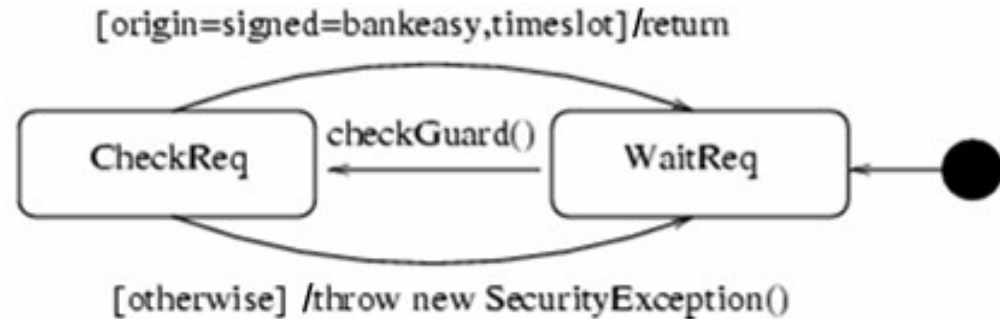 [origin=signed=bankeasy,timeslot]/return
checkGuard()
CheckReq
WaitReq
[otherwise] /throw new SecurityException()